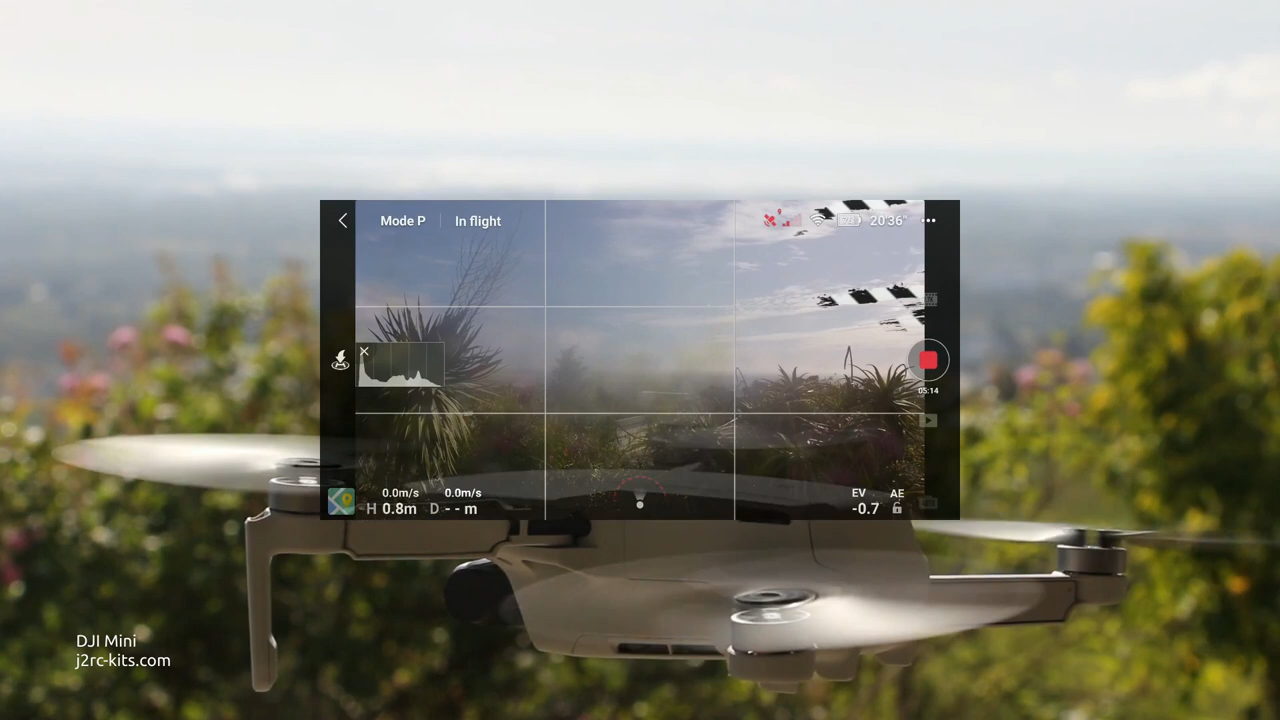 Mode P
In flight
20'36"
05:14
0.0m/s
0.0m/s
H 0.8m
D - - m
EV
AE
-0.7
DJI Mini
j2rc-kits.com